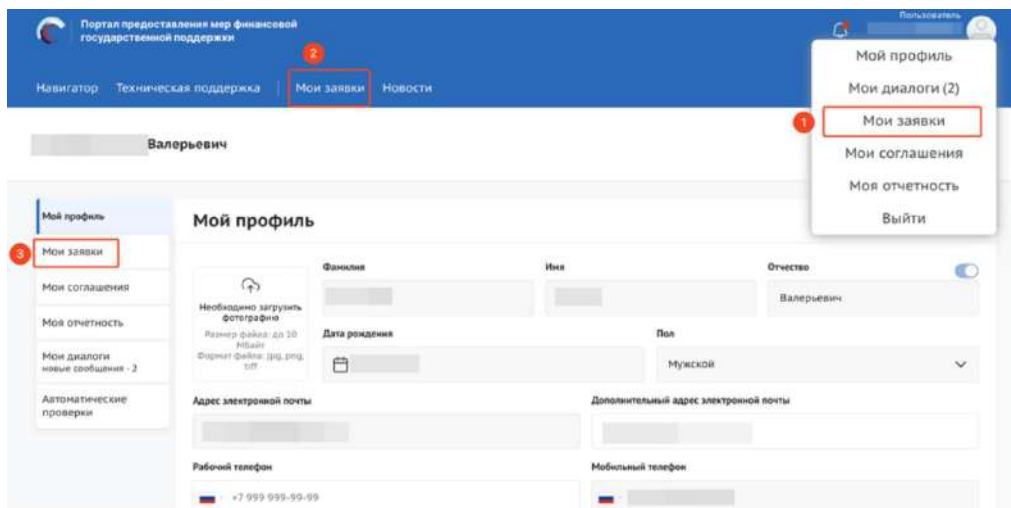 Портал предоставления мер финансовой
государственной поддержки
Пользователь
2
Навигатор Техническая поддержка Мои заявки Новости
Мой профиль
Мои диалоги (2)
1
Мои заявки
Мои соглашения
Моя отчетность
Выйти
Валерьевич
Мой профиль
3
Мои заявки
Мои соглашения
Моя отчетность
Мои диалоги
новые сообщения - 2
Автоматические
проверки
Мой профиль
Необходимо загрузить
фотографию
Размер файла: до 10
Мбайт
Формат файла: jpg, png,
tiff
Фамилия
Имя
Отчество
Валерьевич
Дата рождения
Пол
Мужской
Адрес электронной почты
Дополнительный адрес электронной почты
Рабочий телефон
Мобильный телефон
+7 999 999-99-99